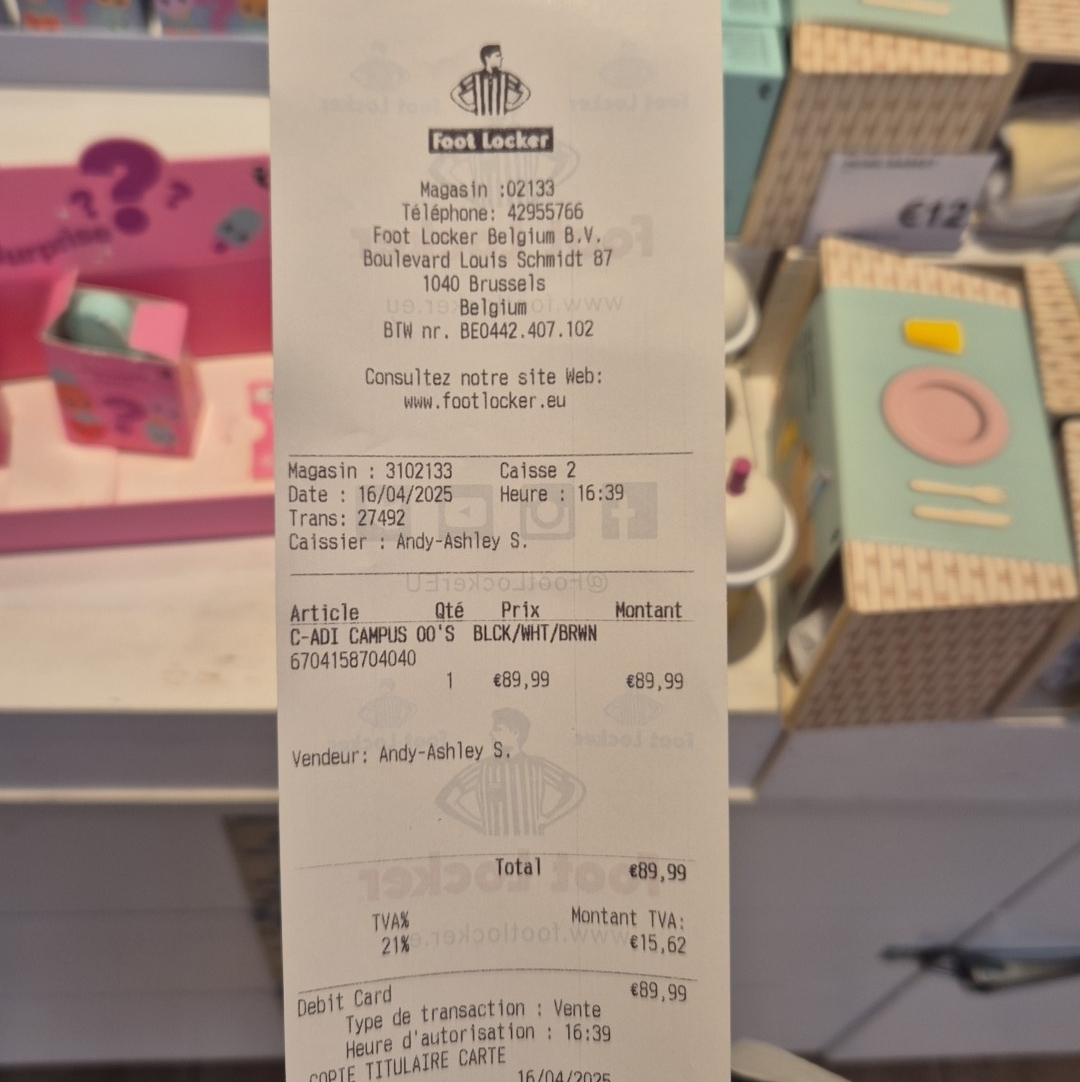 Foot Locker
Magasin :02133
Téléphone: 42955766
Foot Locker Belgium B.V.
Boulevard Louis Schmidt 87
1040 Brussels
Belgium
BTW nr. BE0442.407.102
Consultez notre site Web:
www.footlocker.eu
Magasin : 3102133 Caisse 2
Date : 16/04/2025 Heure : 16:39
Trans: 27492
Caissier : Andy-Ashley S.
Article Qté Prix Montant
C-ADI CAMPUS 00'S BLCK/WHT/BRWN
6704158704040
1 €89,99 €89,99
Vendeur: Andy-Ashley S.
Total €89,99
TVA% Montant TVA:
21% €15,62
Debit Card €89,99
Type de transaction : Vente
Heure d'autorisation : 16:39
COPIE TITULAIRE CARTE
16/04/2025
€12
urprise